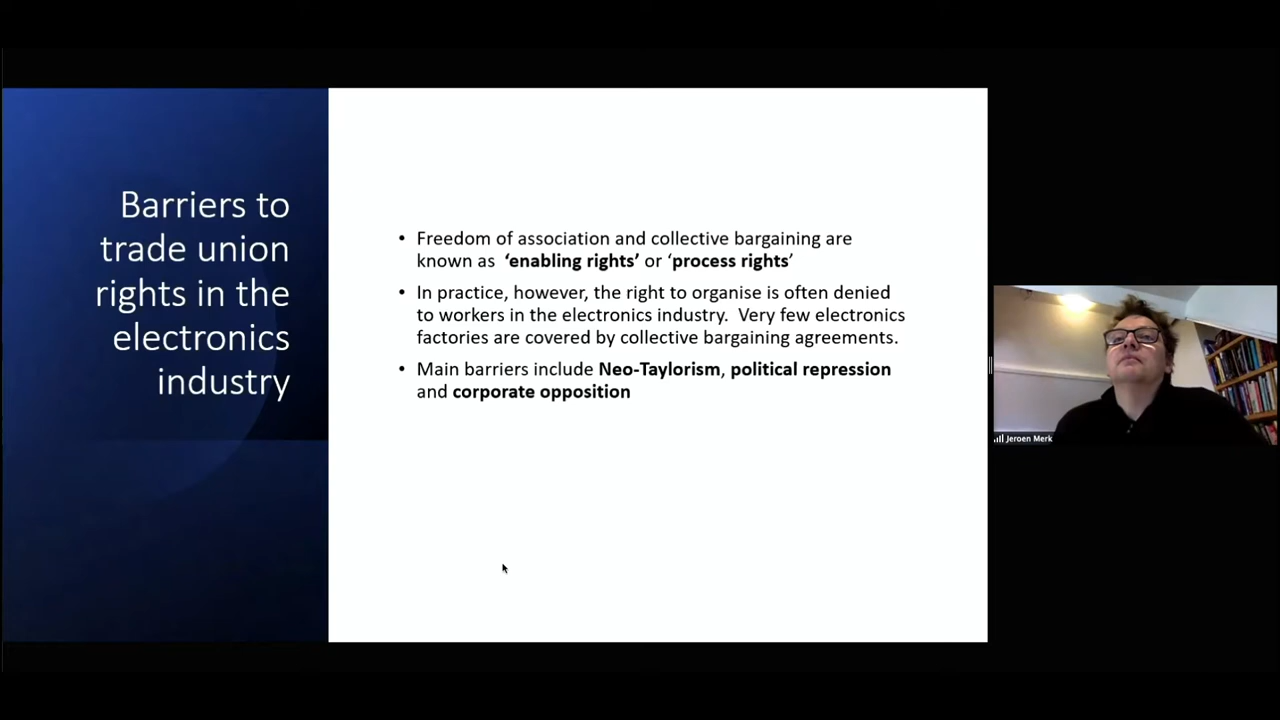 Barriers to
trade union
rights in the
electronics
industry
• Freedom of association and collective bargaining are
known as ‘enabling rights’ or ‘process rights’
• In practice, however, the right to organise is often denied
to workers in the electronics industry. Very few electronics
factories are covered by collective bargaining agreements.
• Main barriers include Neo-Taylorism, political repression
and corporate opposition
Jeroen Merk